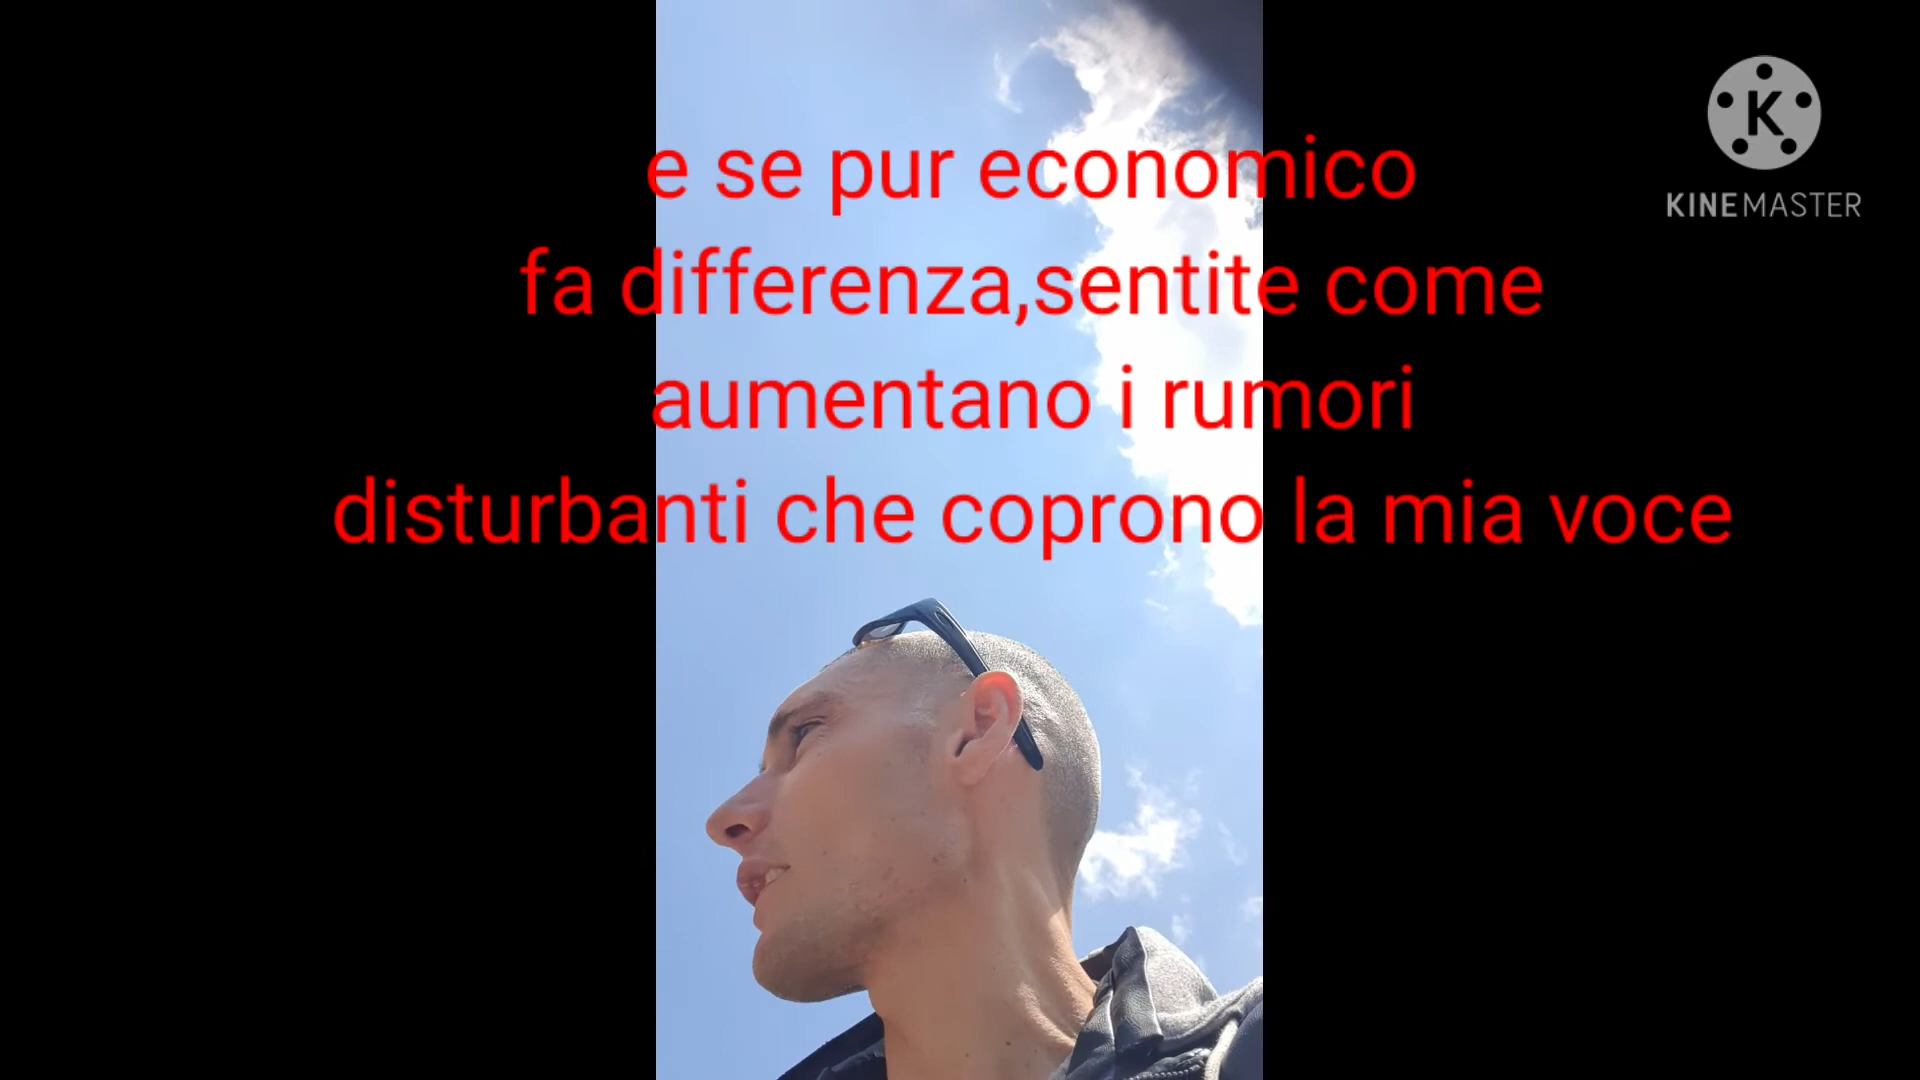 e se pur economico
fa differenza,sentite come
aumentano i rumori
disturbanti che coprono la mia voce
K
KINEMASTER